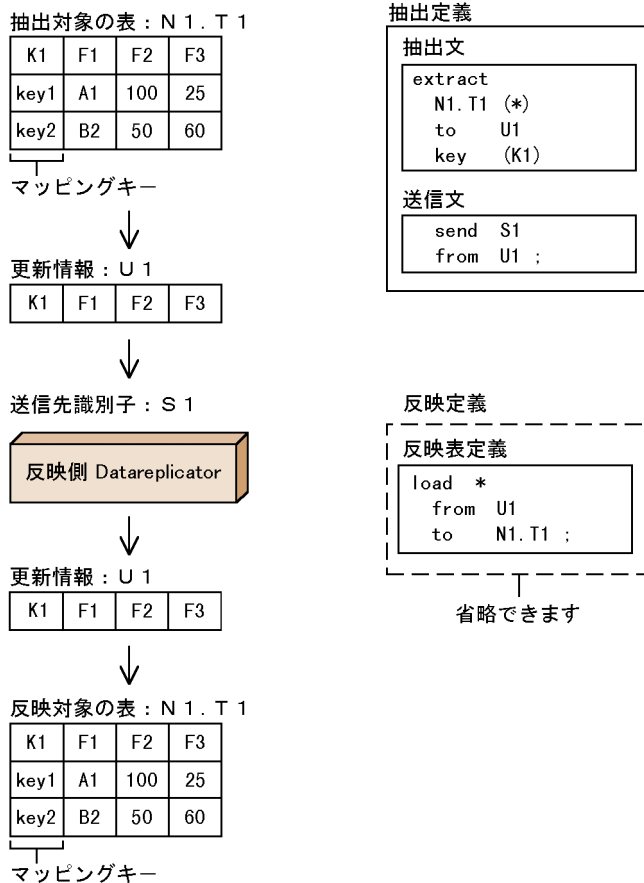 抽出対象の表：Ｎ１.Ｔ１
K1 F1 F2 F3
key1 A1 100 25
key2 B2 50 60
マッピングキー
更新情報：Ｕ１
K1 F1 F2 F3
送信先識別子：Ｓ１
反映側 Datareplicator
更新情報：Ｕ１
K1 F1 F2 F3
反映対象の表：Ｎ１.Ｔ１
K1 F1 F2 F3
key1 A1 100 25
key2 B2 50 60
マッピングキー
抽出定義
抽出文
extract
N1.T1 (*)
to U1
key (K1)
送信文
send S1
from U1 ;
反映定義
反映表定義
load *
from U1
to N1.T1 ;
省略できます